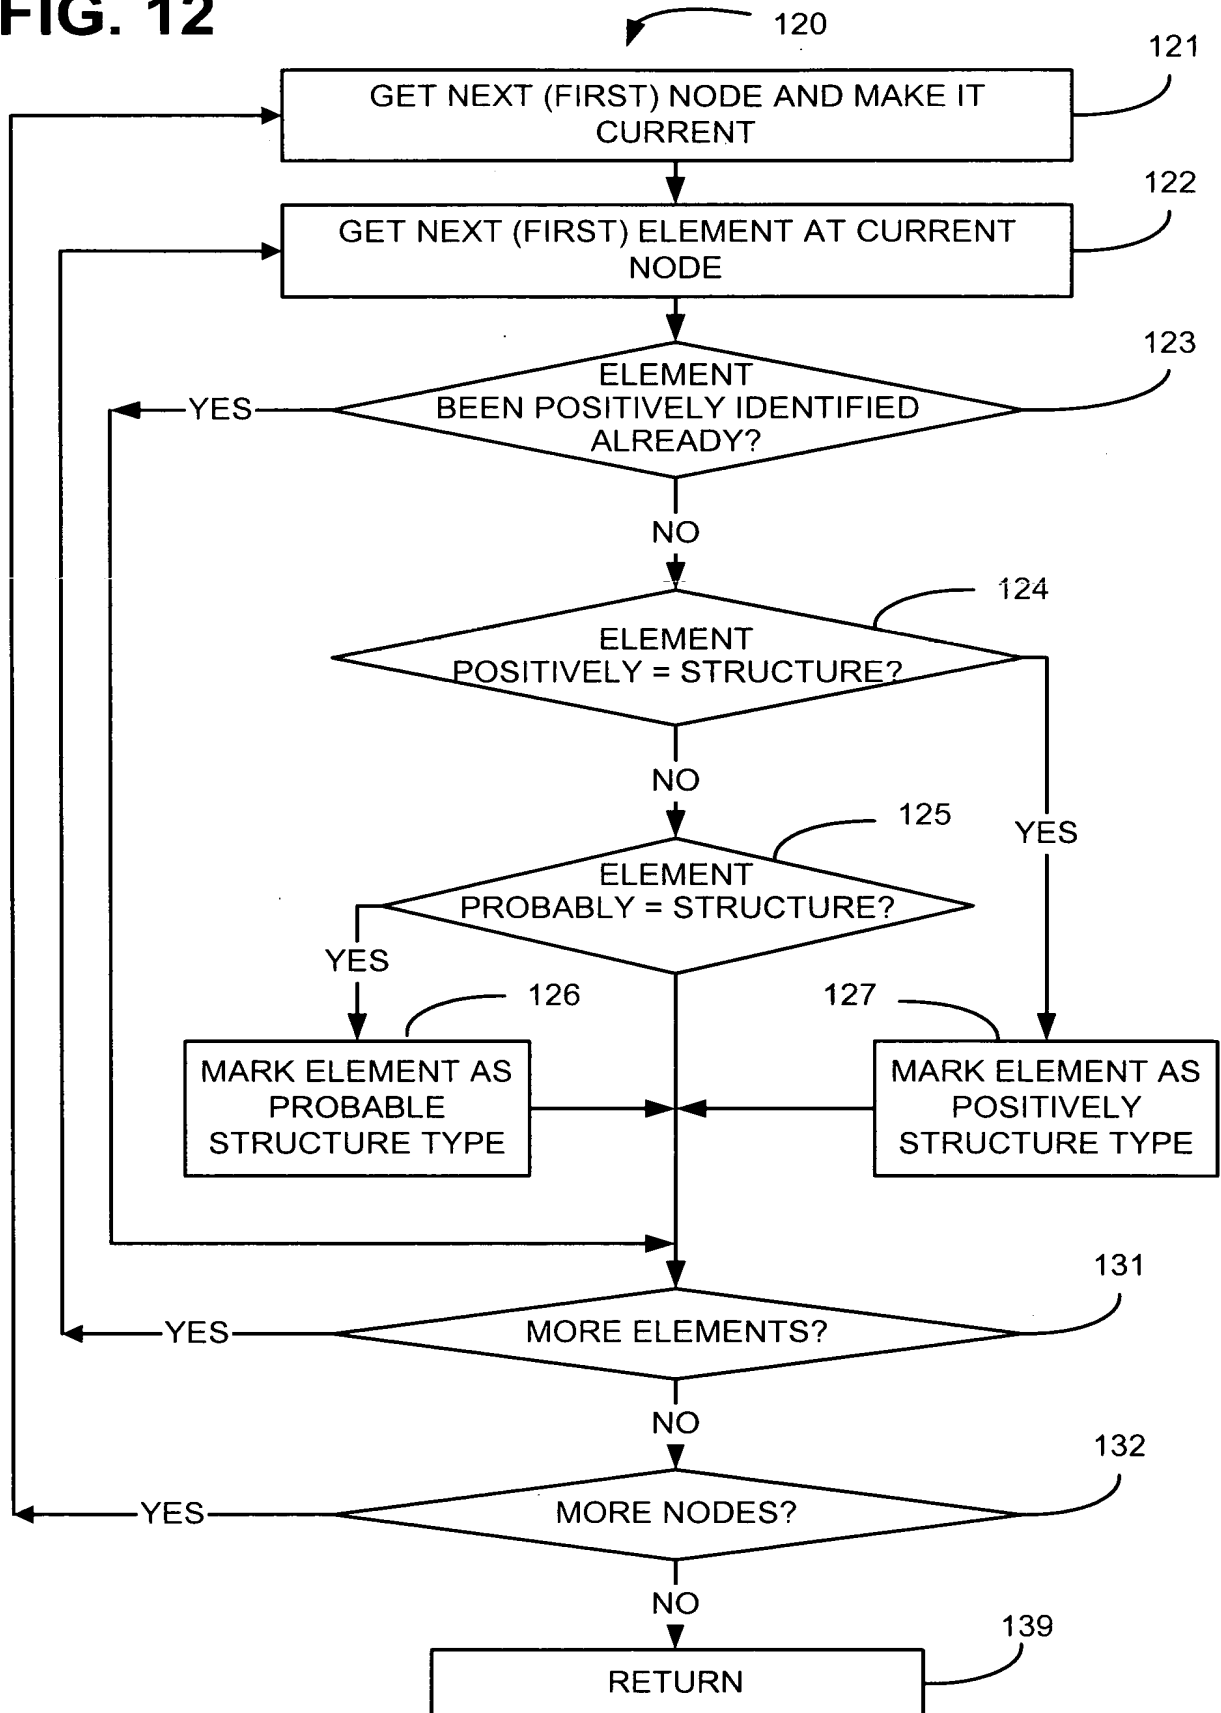 FIG. 12
120
121
GET NEXT (FIRST) NODE AND MAKE IT
CURRENT
122
GET NEXT (FIRST) ELEMENT AT CURRENT
NODE
123
ELEMENT
BEEN POSITIVELY IDENTIFIED
ALREADY?
YES
NO
124
ELEMENT
POSITIVELY = STRUCTURE?
NO
YES
125
ELEMENT
PROBABLY = STRUCTURE?
YES
126
127
MARK ELEMENT AS
PROBABLE
STRUCTURE TYPE
MARK ELEMENT AS
POSITIVELY
STRUCTURE TYPE
131
MORE ELEMENTS?
YES
NO
132
MORE NODES?
YES
NO
139
RETURN